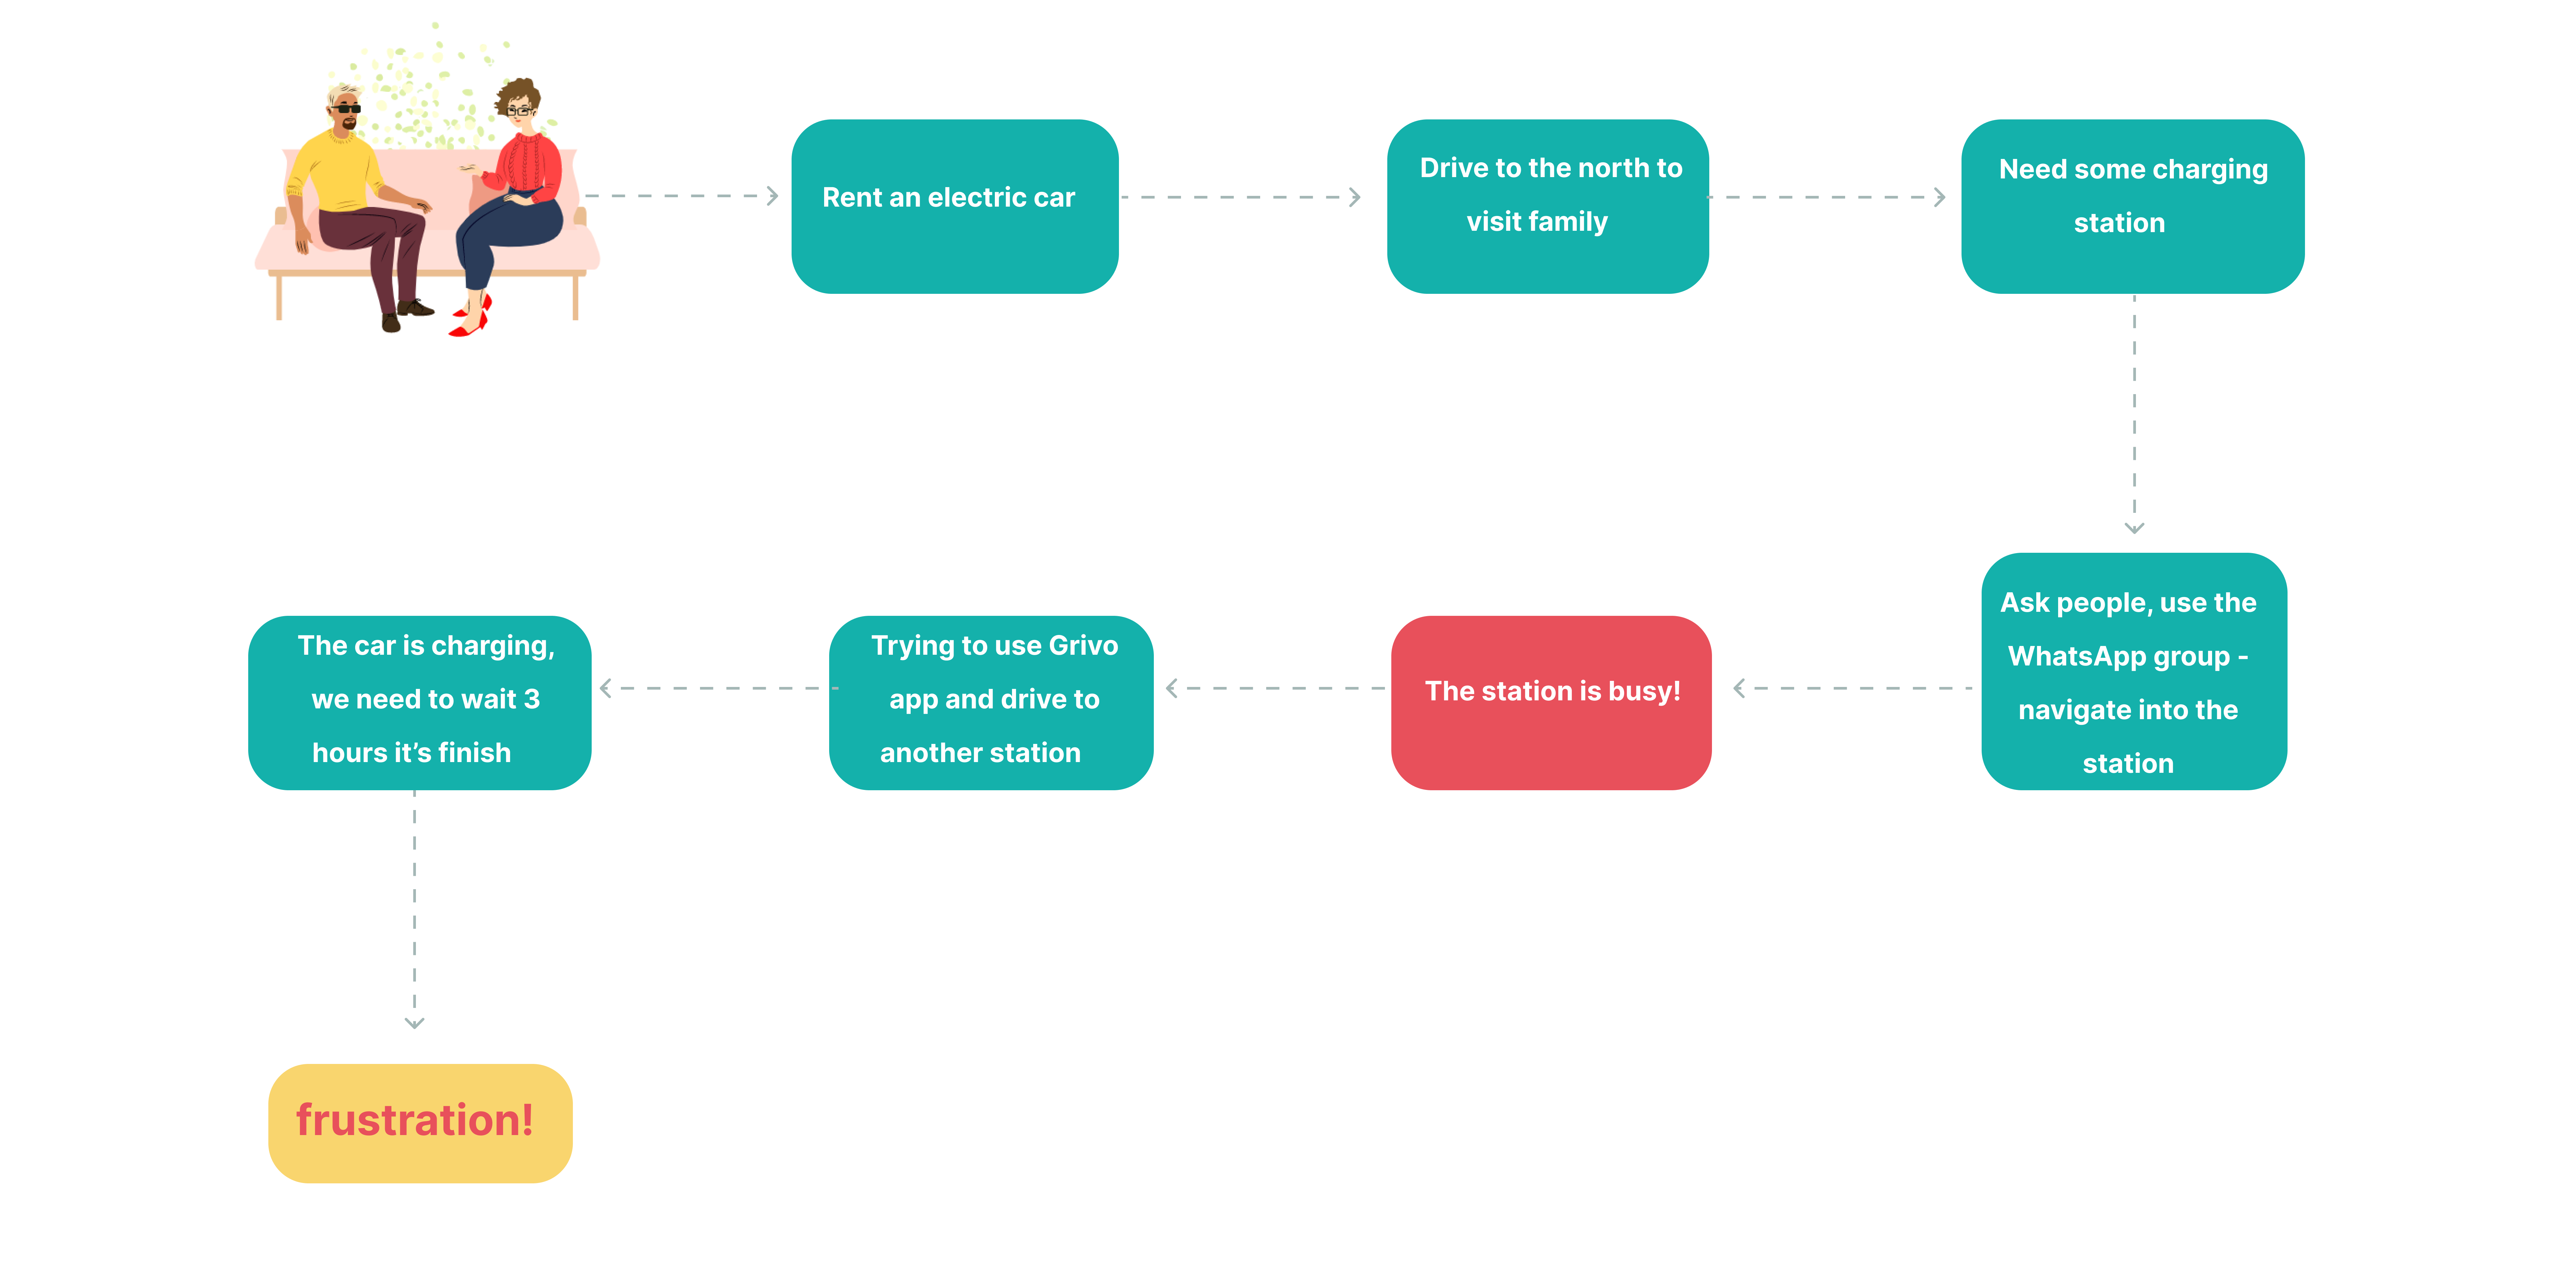 Rent an electric car
Drive to the north to
visit family
Need some charging
station
Ask people, use the
WhatsApp group -
navigate into the
station
The station is busy!
Trying to use Grivo
app and drive to
another station
The car is charging,
we need to wait 3
hours it’s finish
frustration!